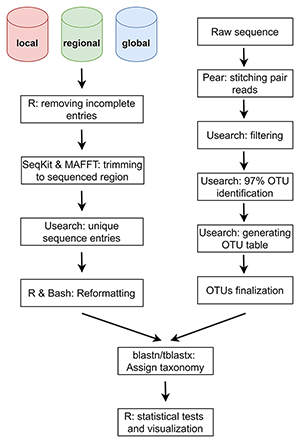 local
regional
global
R: removing incomplete
entries
SeqKit & MAFFT: trimming
to sequenced region
Usearch: unique
sequence entries
R & Bash: Reformatting
Raw sequence
Pear: stitching pair
reads
Usearch: filtering
Usearch: 97% OTU
identification
Usearch: generating
OTU table
OTUs finalization
blastn/tblastx:
Assign taxonomy
R: statistical tests
and visualization